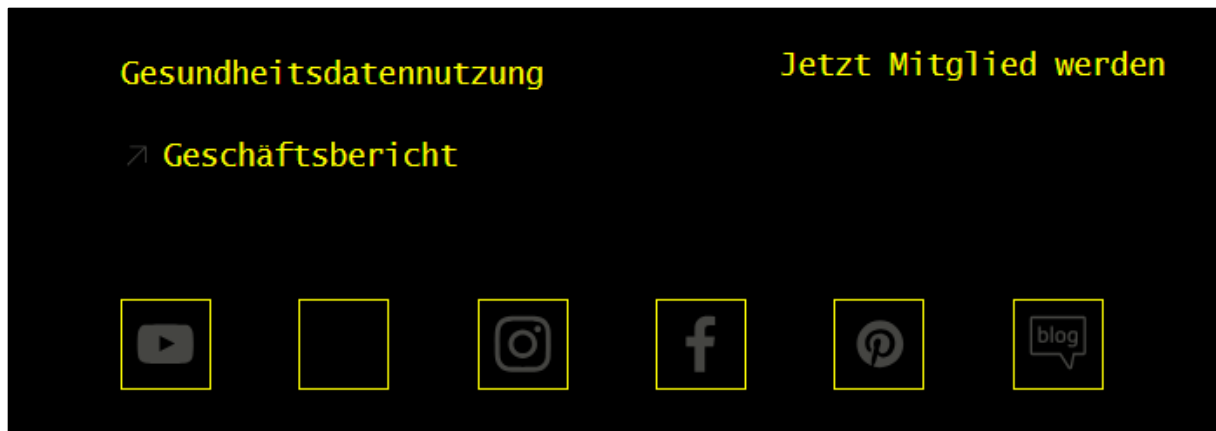 Gesundheitsdatennutzung
Jetzt Mitglied werden
Geschäftsbericht
blog